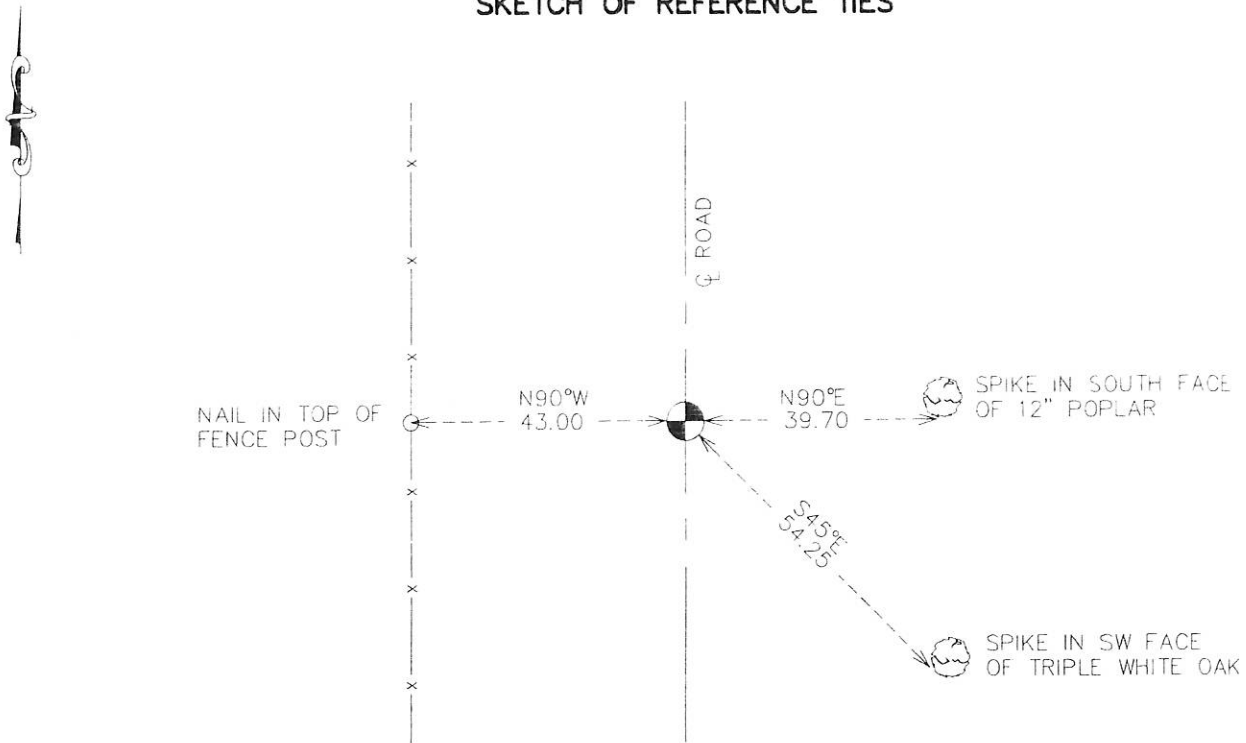 SKETCH OF REFERENCE TIES
℄ ROAD
N90°W
43.00
N90°E
39.70
SPIKE IN SOUTH FACE
OF 12" POPLAR
NAIL IN TOP OF
FENCE POST
S45°E
54.25
SPIKE IN SW FACE
OF TRIPLE WHITE OAK